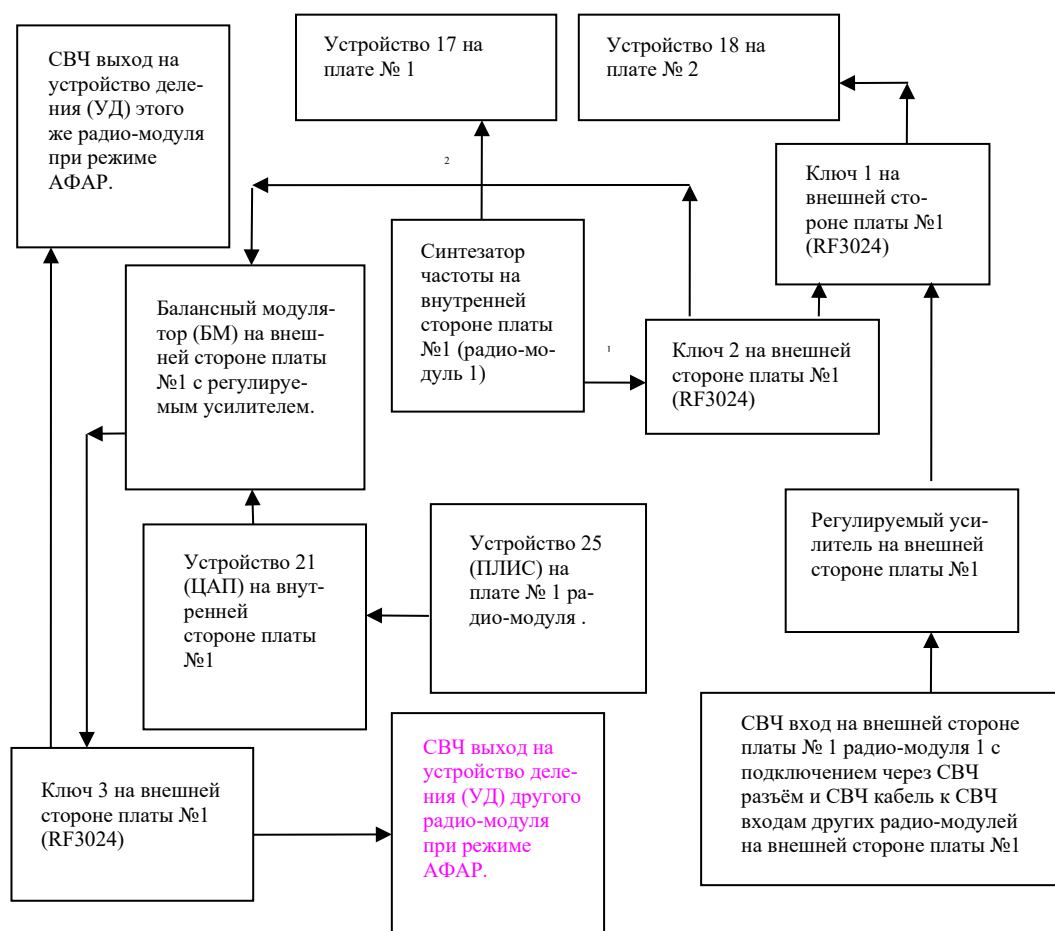 СВЧ выход на
устройство деле-
ния (УД) этого
же радио-модуля
при режиме
АФАР.
Устройство 17 на
плате № 1
Устройство 18 на
плате № 2
2
Ключ 1 на
внешней сто-
роне платы №1
(RF3024)
Синтезатор
частоты на
внутренней
стороне платы
№1 (радио-мо-
дуль 1)
Балансный модуля-
тор (БМ) на внеш-
ней стороне платы
№1 с регулируе-
мым усилителем.
1
Ключ 2 на внешней
стороне платы №1
(RF3024)
Регулируемый уси-
литель на внешней
стороне платы №1
Устройство 21
(ЦАП) на внут-
ренней
стороне платы
№1
Устройство 25
(ПЛИС) на
плате № 1 ра-
дио-модуля .
СВЧ вход на внешней стороне
платы № 1 радио-модуля 1 с
подключением через СВЧ
разъём и СВЧ кабель к СВЧ
входам других радио-модулей
на внешней стороне платы №1
Ключ 3 на внешней
стороне платы №1
(RF3024)
СВЧ выход на
устройство деле-
ния (УД) другого
радио-модуля
при режиме
АФАР.